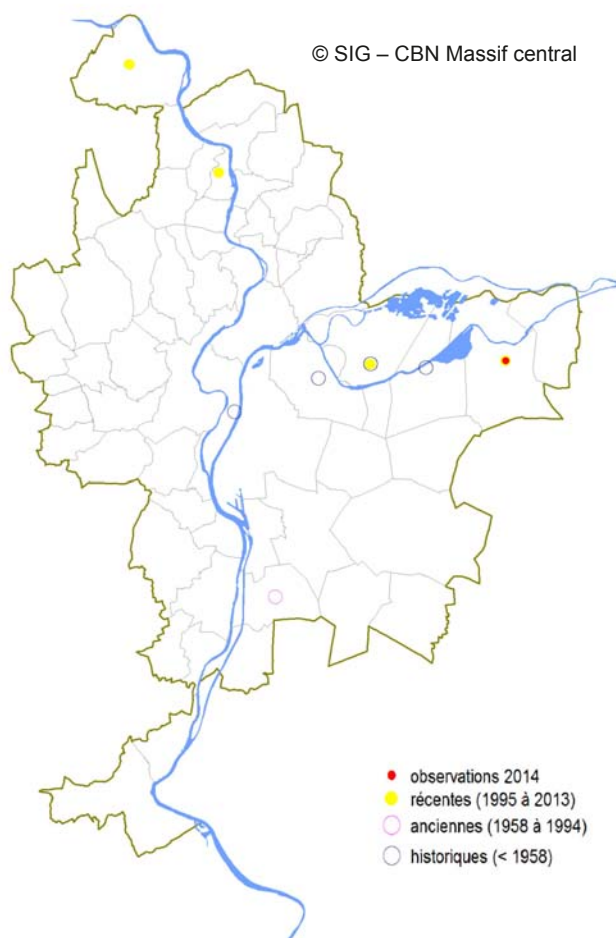 © SIG – CBN Massif central
observations 2014
récentes (1995 à 2013)
anciennes (1958 à 1994)
historiques (< 1958)